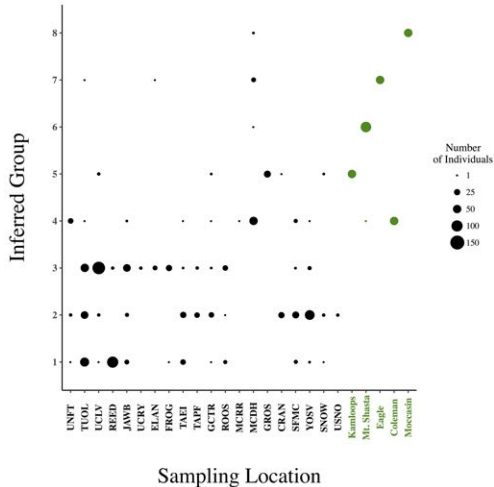 Inferred Group
8
7
6
5
4
3
2
1
UNFT
TUOL
UCLV
REED
JAWB
UCRY
ELAN
FROG
TAEI
TAPF
GCTR
ROOS
MCRR
MCDH
GROS
CRAN
SFMC
YOSV
SNOW
USNO
Kamloops
Mt. Shasta
Eagle
Coleman
Moccasin
Sampling Location
Number
of Individuals
1
25
50
100
150